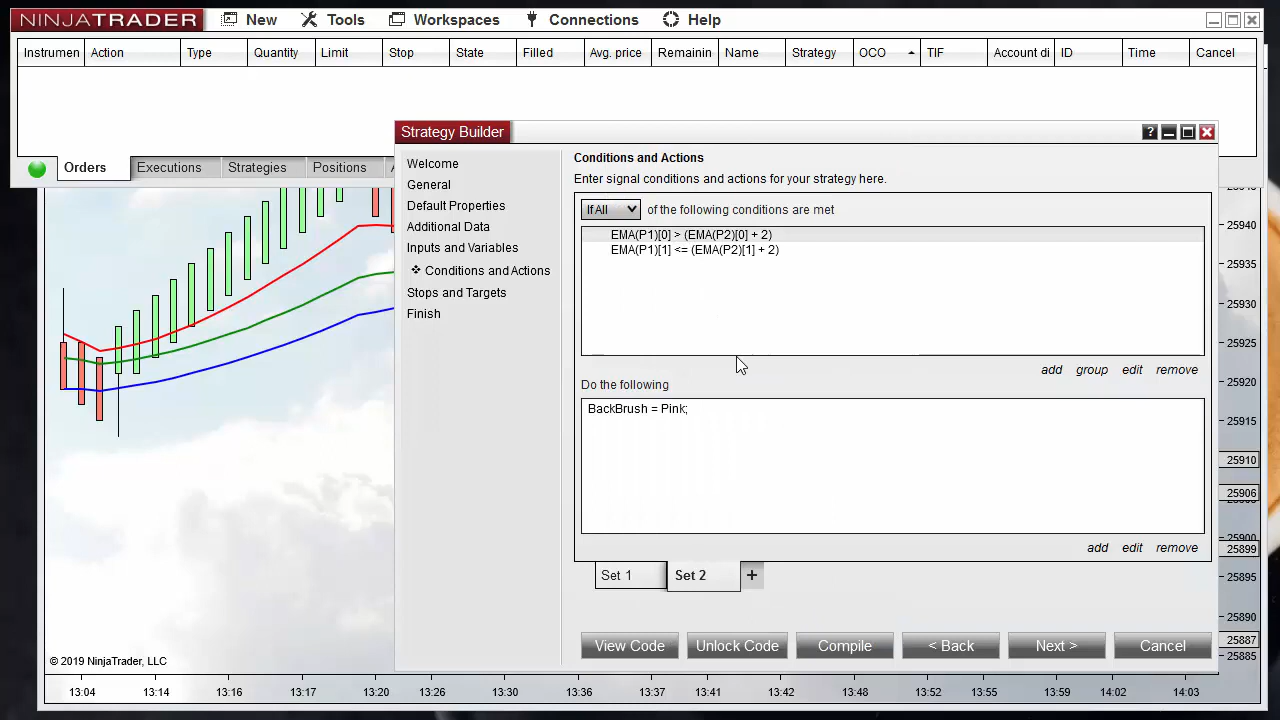 NINJATRADER New Tools Workspaces Connections Help
Instrumen Action Type Quantity Limit Stop State Filled Avg. price Remainin Name Strategy OCO TIF Account di ID Time Cancel
Strategy Builder
Orders Executions Strategies Positions
Welcome
General
Default Properties
Additional Data
Inputs and Variables
Conditions and Actions
Stops and Targets
Finish
Conditions and Actions
Enter signal conditions and actions for your strategy here.
If All of the following conditions are met
EMA(P1)[0] > (EMA(P2)[0] + 2)
EMA(P1)[1] <= (EMA(P2)[1] + 2)
add group edit remove
Do the following
BackBrush = Pink;
add edit remove
Set 1 Set 2 +
View Code Unlock Code Compile < Back Next > Cancel
25940
25935
25930
25925
25920
25915
25910
25906
25900
25899
25895
25890
25887
25885
© 2019 NinjaTrader, LLC
13:04 13:14 13:16 13:17 13:20 13:26 13:30 13:36 13:37 13:41 13:42 13:48 13:52 13:55 13:59 14:02 14:03